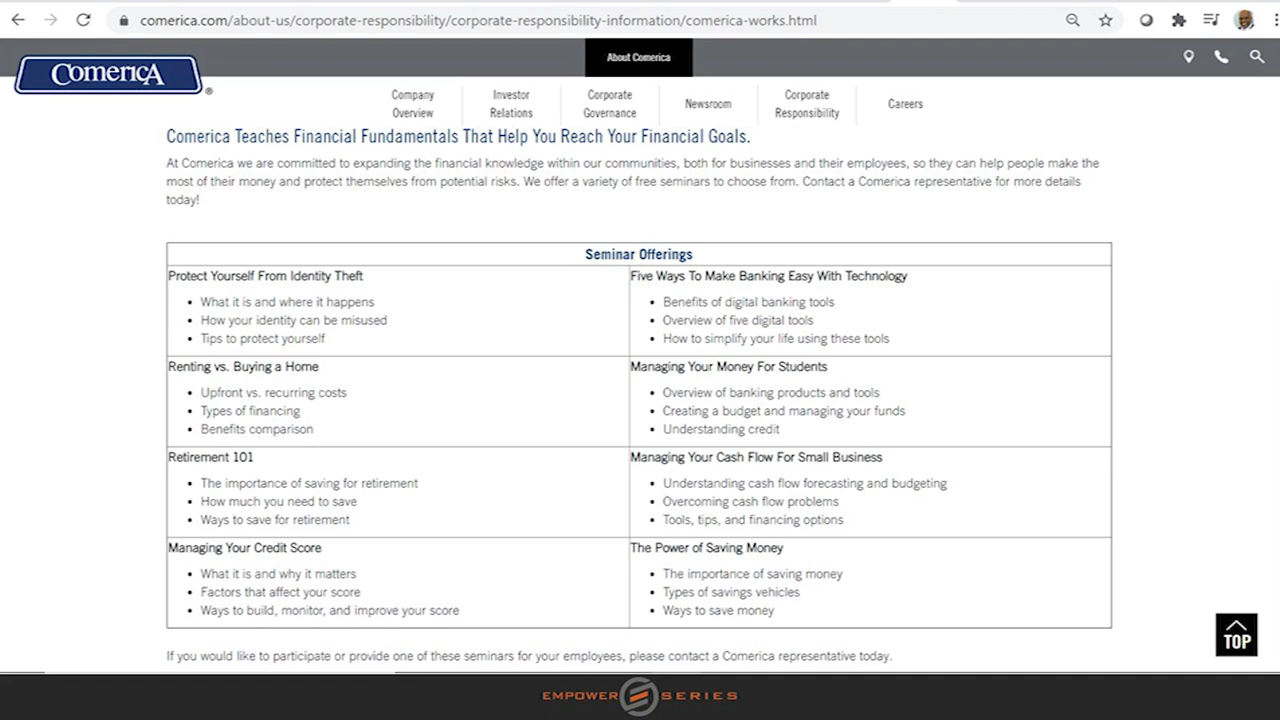 comerica.com/about-us/corporate-responsibility/corporate-responsibility-information/comerica-works.html
About Comerica
Comerica®
Company Overview
Investor Relations
Corporate Governance
Newsroom
Corporate Responsibility
Careers
Comerica Teaches Financial Fundamentals That Help You Reach Your Financial Goals.
At Comerica we are committed to expanding the financial knowledge within our communities, both for businesses and their employees, so they can help people make the
most of their money and protect themselves from potential risks. We offer a variety of free seminars to choose from. Contact a Comerica representative for more details
today!
Seminar Offerings
Protect Yourself From Identity Theft
• What it is and where it happens
• How your identity can be misused
• Tips to protect yourself
Five Ways To Make Banking Easy With Technology
• Benefits of digital banking tools
• Overview of five digital tools
• How to simplify your life using these tools
Renting vs. Buying a Home
• Upfront vs. recurring costs
• Types of financing
• Benefits comparison
Managing Your Money For Students
• Overview of banking products and tools
• Creating a budget and managing your funds
• Understanding credit
Retirement 101
• The importance of saving for retirement
• How much you need to save
• Ways to save for retirement
Managing Your Cash Flow For Small Business
• Understanding cash flow forecasting and budgeting
• Overcoming cash flow problems
• Tools, tips, and financing options
Managing Your Credit Score
• What it is and why it matters
• Factors that affect your score
• Ways to build, monitor, and improve your score
The Power of Saving Money
• The importance of saving money
• Types of savings vehicles
• Ways to save money
TOP
If you would like to participate or provide one of these seminars for your employees, please contact a Comerica representative today.
EMPOWER SERIES